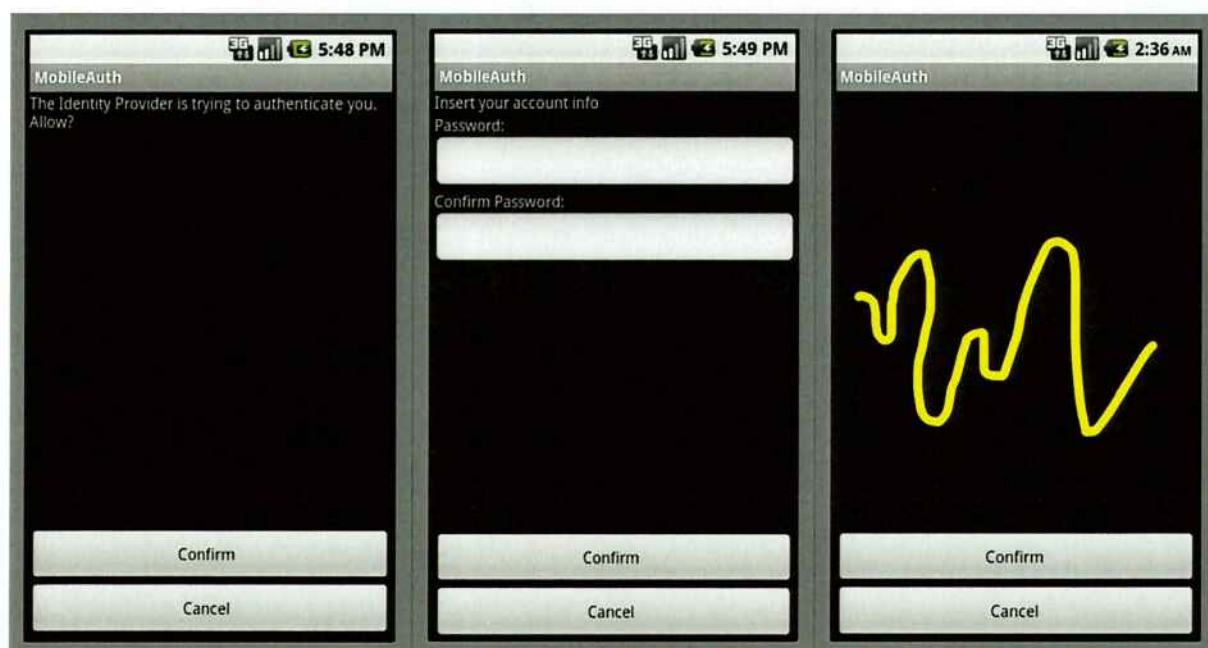 5:48 PM
MobileAuth
The Identity Provider is trying to authenticate you.
Allow?
Confirm
Cancel
5:49 PM
MobileAuth
Insert your account info
Password:
Confirm Password:
Confirm
Cancel
2:36 AM
MobileAuth
Confirm
Cancel